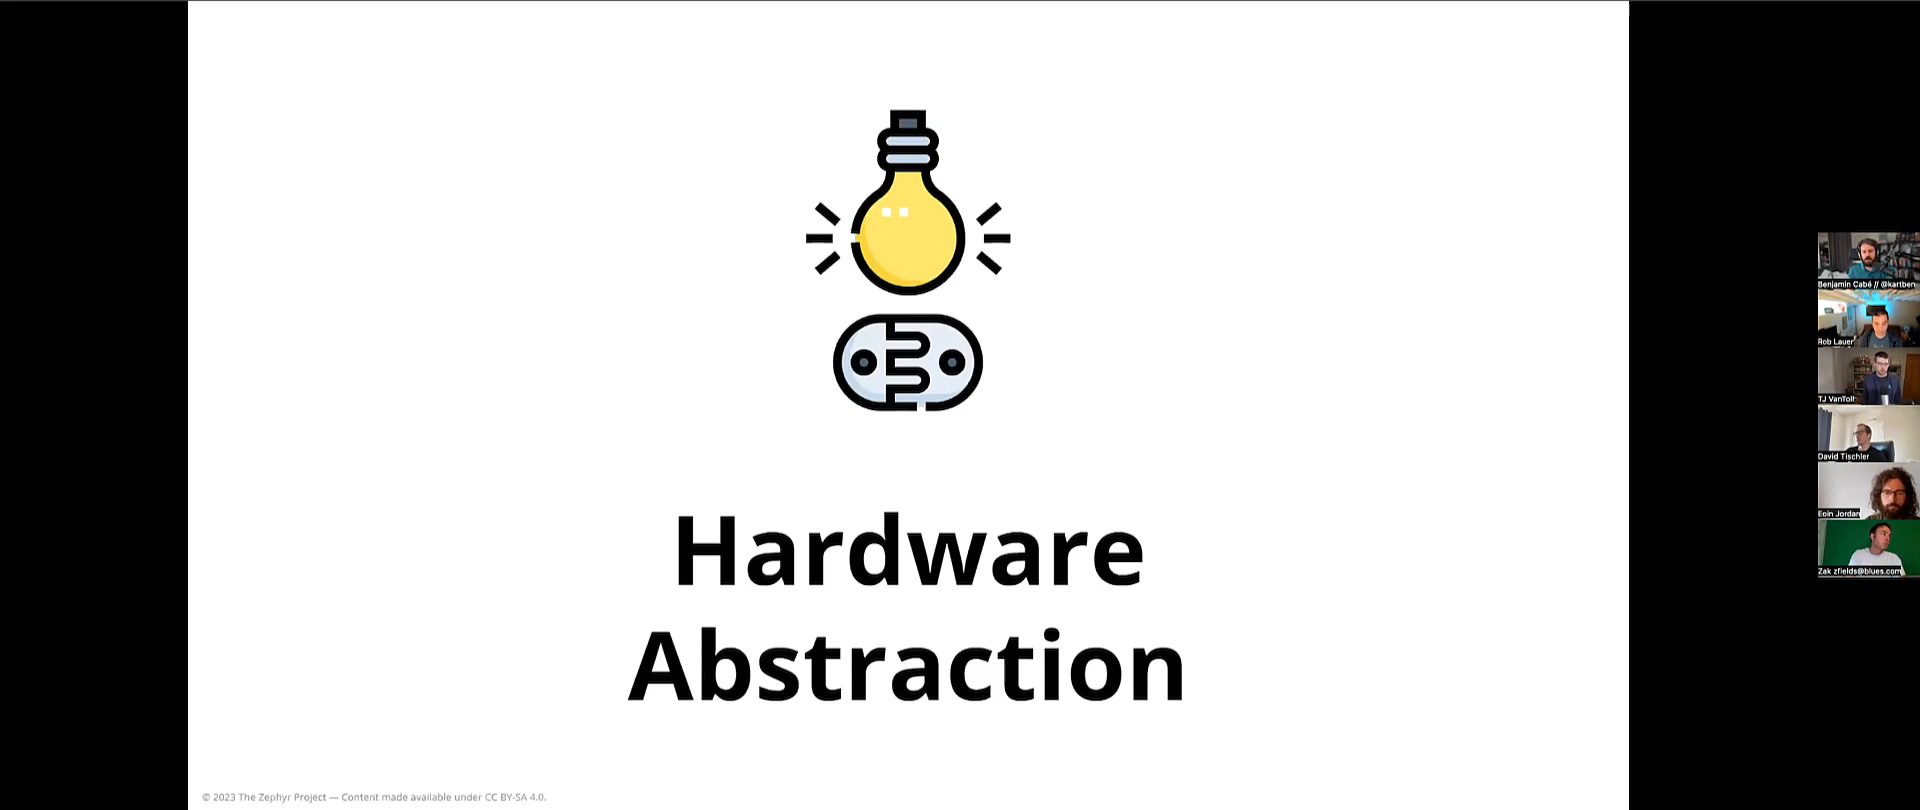 Hardware
Abstraction
© 2023 The Zephyr Project — Content made available under CC BY-SA 4.0.
Benjamin Cabé // @kartben
Rob Lauer
TJ VanToll
David Tischler
Eoin Jordan
Zak zfields@blues.com